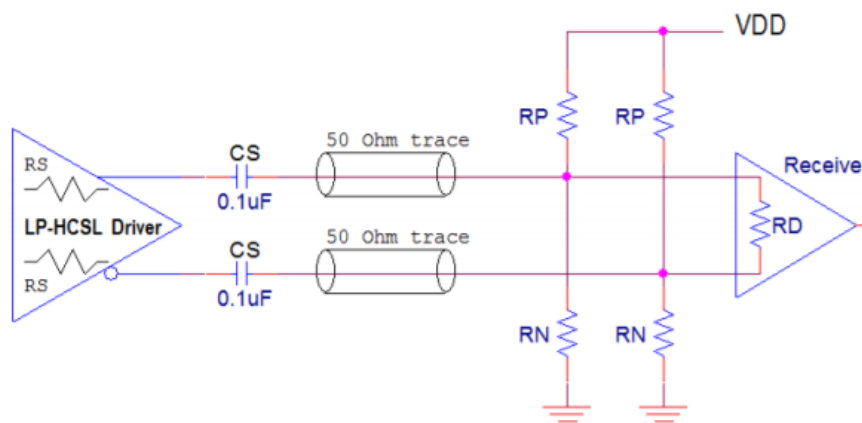 VDD
RP
RP
50 Ohm trace
RS
CS
Receive
0.1uF
LP-HCSL Driver
RD
50 Ohm trace
CS
RS
0.1uF
RN
RN